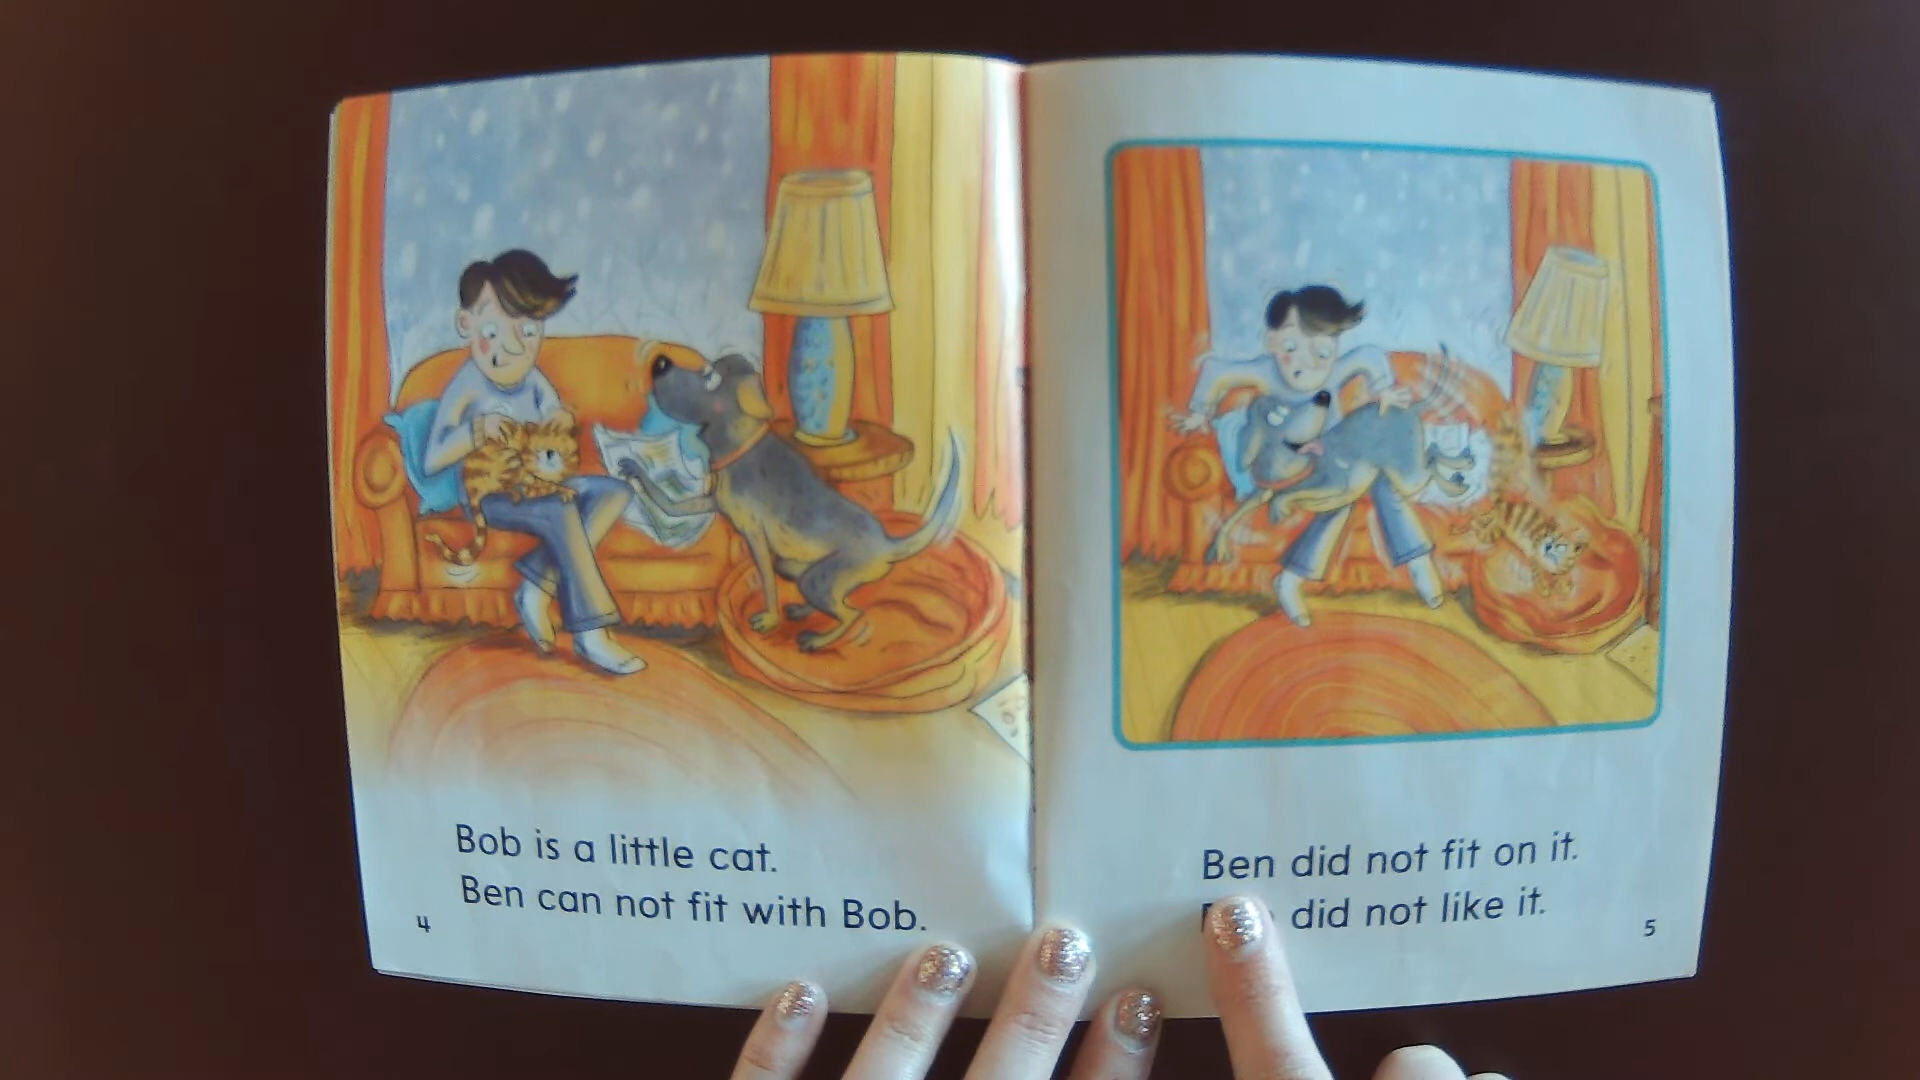 Bob is a little cat.
Ben can not fit with Bob.
4
Ben did not fit on it.
did not like it.
5